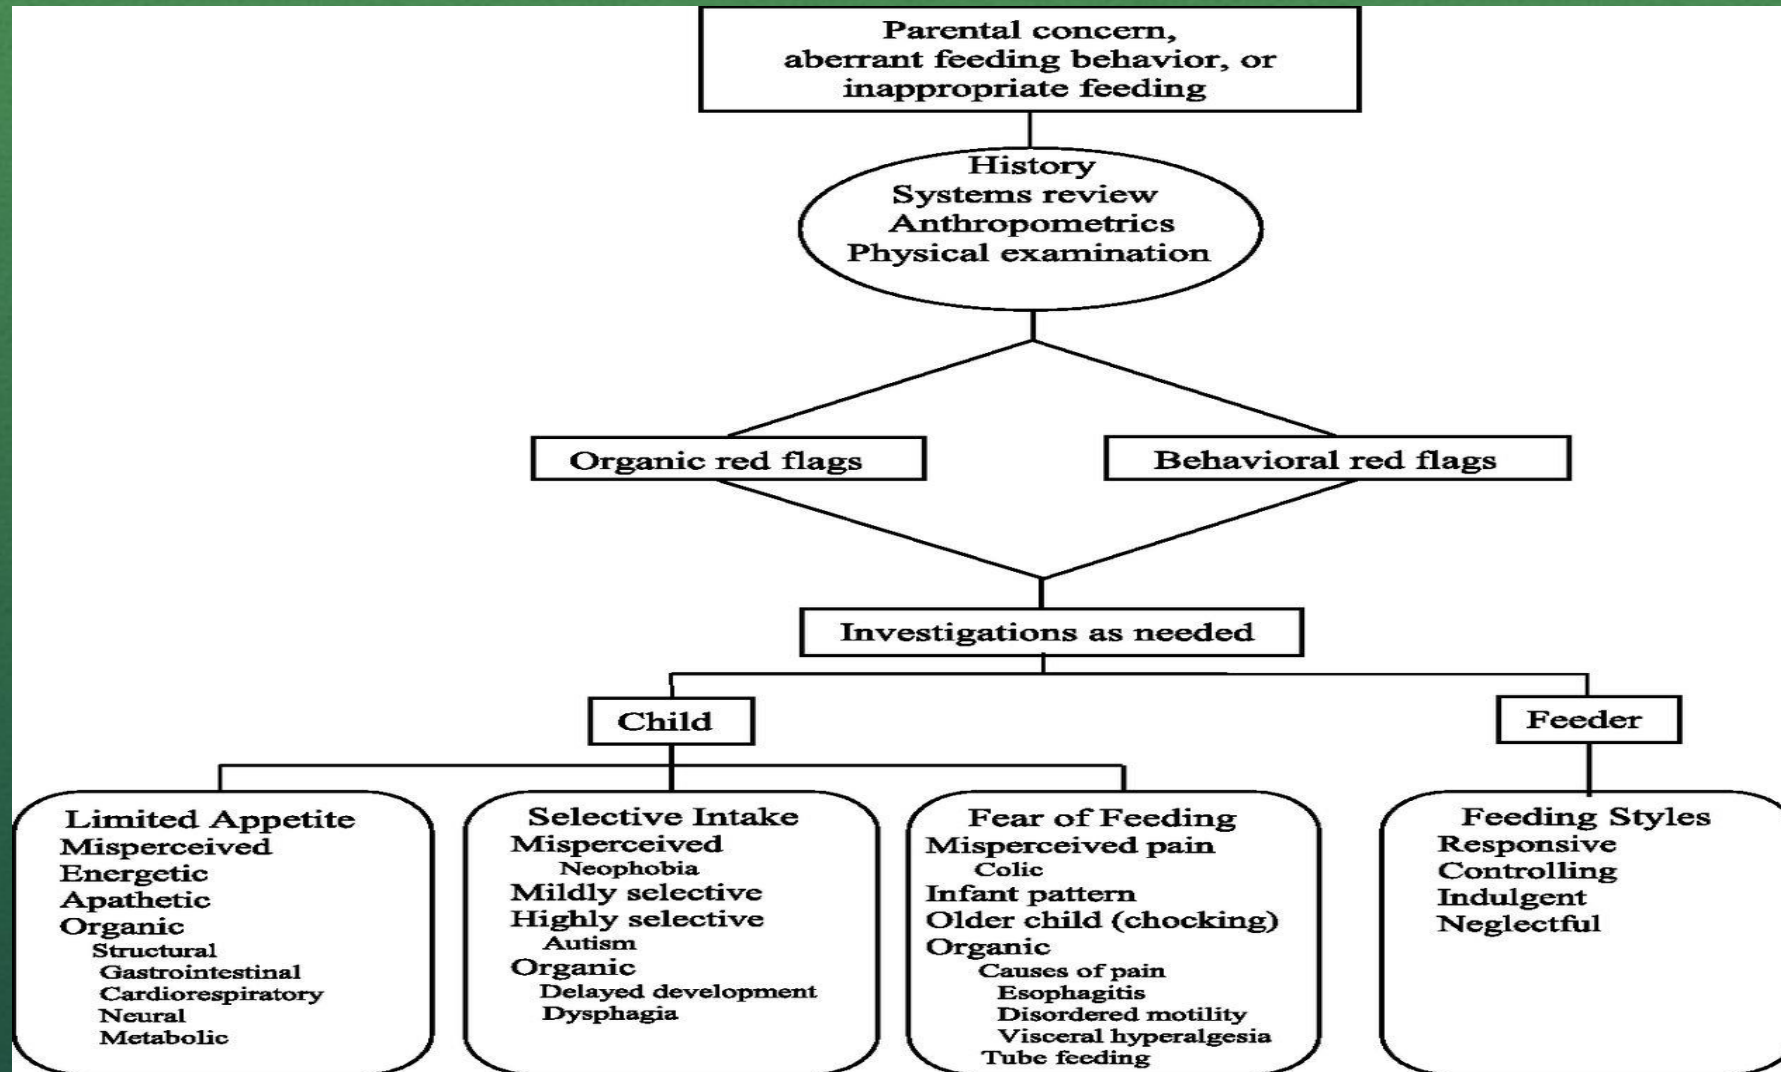 Parental concern,
aberrant feeding behavior, or
inappropriate feeding
History
Systems review
Anthropometrics
Physical examination
Organic red flags
Behavioral red flags
Investigations as needed
Child
Feeder
Limited Appetite
Misperceived
Energetic
Apathetic
Organic
Structural
Gastrointestinal
Cardiorespiratory
Neural
Metabolic
Selective Intake
Misperceived
Neophobia
Mildly selective
Highly selective
Autism
Organic
Delayed development
Dysphagia
Fear of Feeding
Misperceived pain
Colic
Infant pattern
Older child (chocking)
Organic
Causes of pain
Esophagitis
Disordered motility
Visceral hyperalgesia
Tube feeding
Feeding Styles
Responsive
Controlling
Indulgent
Neglectful